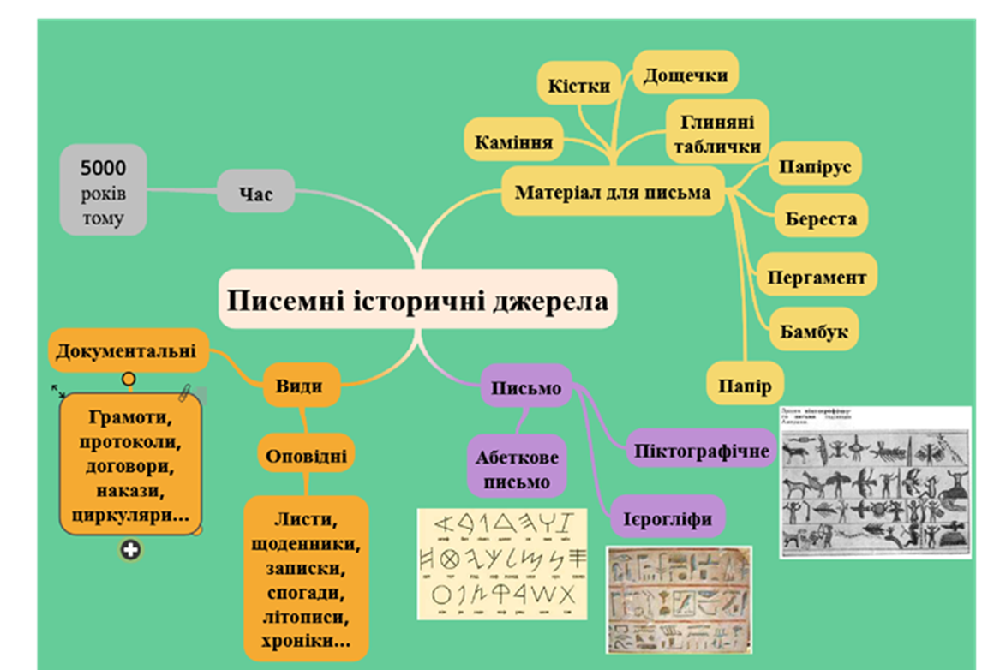 Кістки
Дощечки
Каміння
Глиняні
таблички
Папірус
Матеріал для письма
Береста
Пергамент
Бамбук
Папір
5000
років
тому
Час
Писемні історичні джерела
Документальні
Види
Грамоти,
протоколи,
договори,
накази,
циркуляри...
Оповідні
Листи,
щоденники,
записки,
спогади,
літописи,
хроніки...
Письмо
Абеткове
письмо
Піктографічне
Ієрогліфи